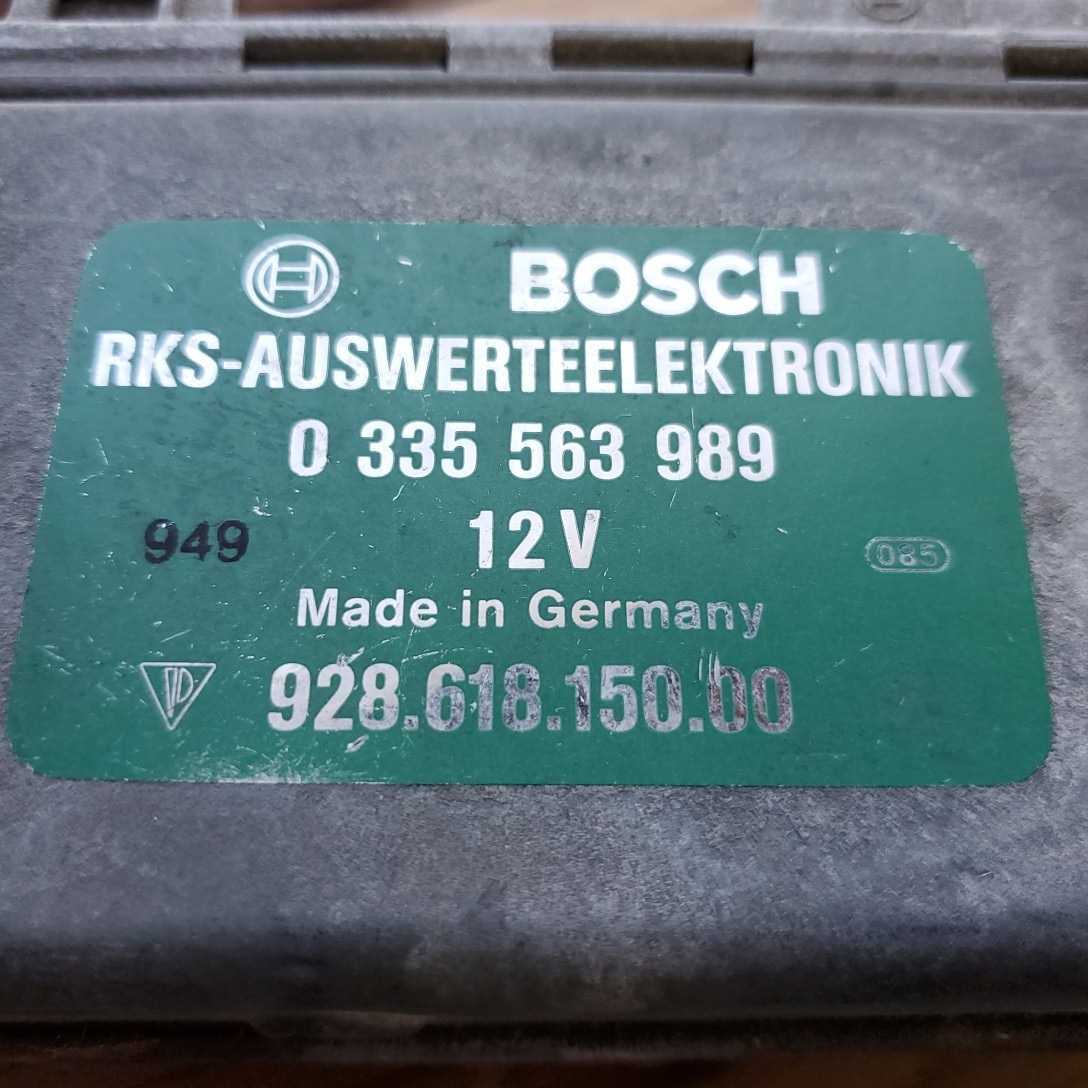 BOSCH
RKS-AUSWERTEELEKTRONIK
0 335 563 989
949 12 V 085
Made in Germany
928.618.150.00